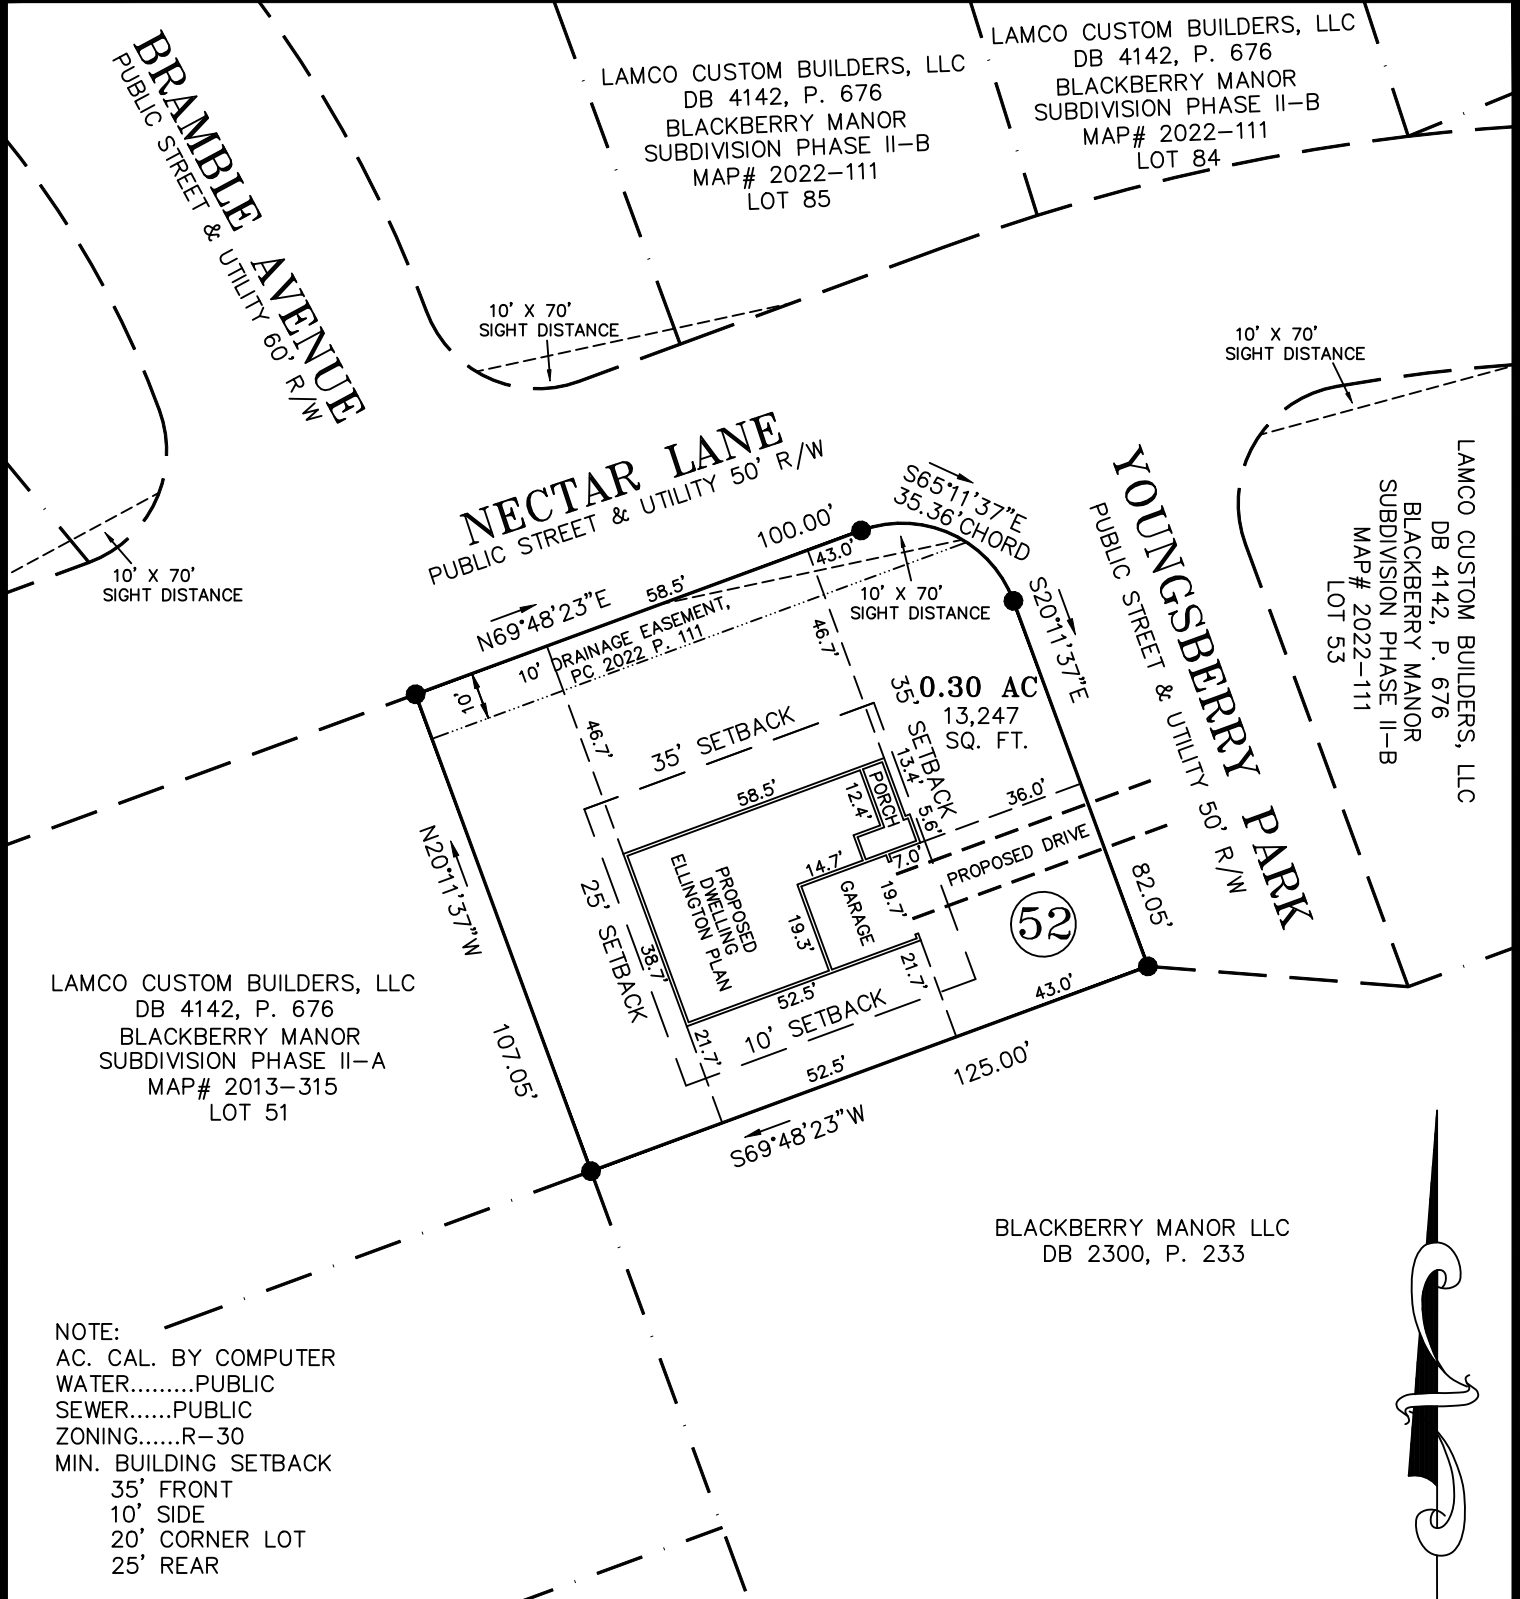 BRAMBLE AVENUE
PUBLIC STREET & UTILITY 60' R/W
LAMCO CUSTOM BUILDERS, LLC
DB 4142, P. 676
BLACKBERRY MANOR
SUBDIVISION PHASE II-B
MAP# 2022-111
LOT 85
LAMCO CUSTOM BUILDERS, LLC
DB 4142, P. 676
BLACKBERRY MANOR
SUBDIVISION PHASE II-B
MAP# 2022-111
LOT 84
10' X 70'
SIGHT DISTANCE
10' X 70'
SIGHT DISTANCE
NECTAR LANE
PUBLIC STREET & UTILITY 50' R/W
YOUNGSBERRY PARK
PUBLIC STREET & UTILITY 50' R/W
LAMCO CUSTOM BUILDERS, LLC
DB 4142, P. 676
BLACKBERRY MANOR
SUBDIVISION PHASE II-B
MAP# 2022-111
LOT 53
10' X 70'
SIGHT DISTANCE
S65°11'37"E
35.36' CHORD
100.00'
43.0'
58.5'
N69°48'23"E
10' DRAINAGE EASEMENT,
PC 2022 P. 111
10'
10' X 70'
SIGHT DISTANCE
S20°11'37"E
46.7'
46.7'
0.30 AC
13,247
SQ. FT.
35' SETBACK
35' SETBACK
58.5'
12.4'
PORCH
13.4'
5.6'
36.0'
7.0'
14.7'
PROPOSED DRIVE
PROPOSED
DWELLING
ELLINGTON PLAN
GARAGE
19.7'
19.3'
25' SETBACK
38.7'
52.5'
21.7'
21.7'
10' SETBACK
52
82.05'
43.0'
52.5'
125.00'
S69°48'23"W
N20°11'37"W
107.05'
LAMCO CUSTOM BUILDERS, LLC
DB 4142, P. 676
BLACKBERRY MANOR
SUBDIVISION PHASE II-A
MAP# 2013-315
LOT 51
BLACKBERRY MANOR LLC
DB 2300, P. 233
NOTE:
AC. CAL. BY COMPUTER
WATER.........PUBLIC
SEWER......PUBLIC
ZONING......R-30
MIN. BUILDING SETBACK
35' FRONT
10' SIDE
20' CORNER LOT
25' REAR